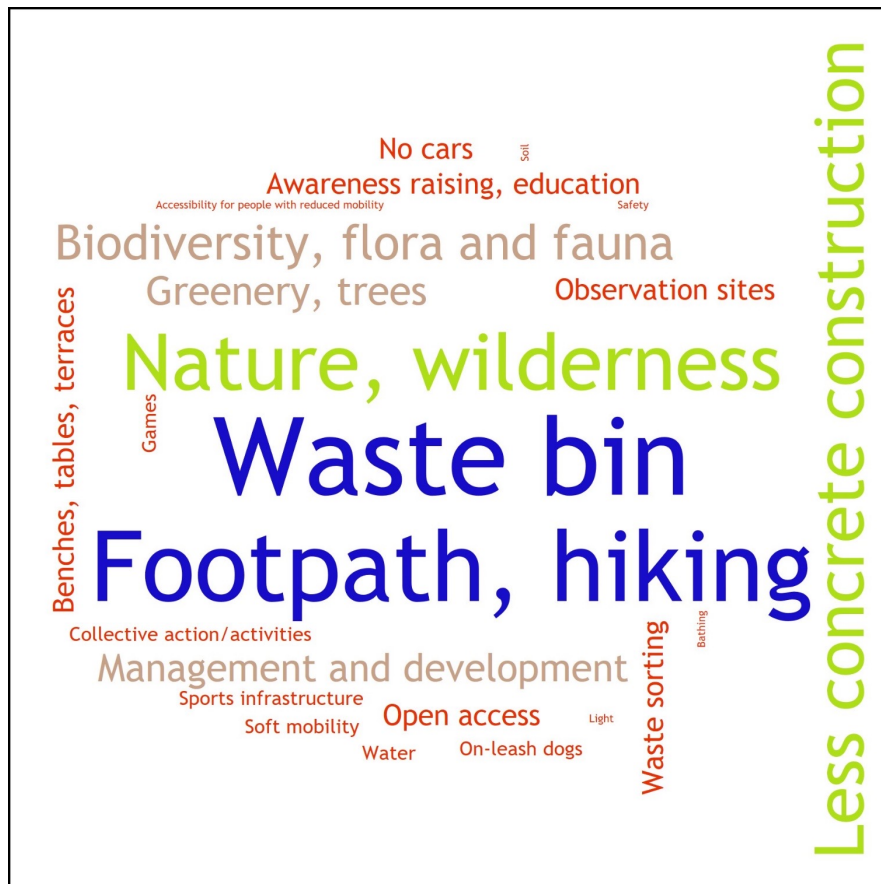 No cars
Soil
Awareness raising, education
Accessibility for people with reduced mobility
Safety
Biodiversity, flora and fauna
Greenery, trees
Observation sites
Nature, wilderness
Benches, tables, terraces
Games
Waste bin
Footpath, hiking
Less concrete construction
Collective action/activities
Bathing
Management and development
Waste sorting
Sports infrastructure
Open access
Light
Soft mobility
Water
On-leash dogs